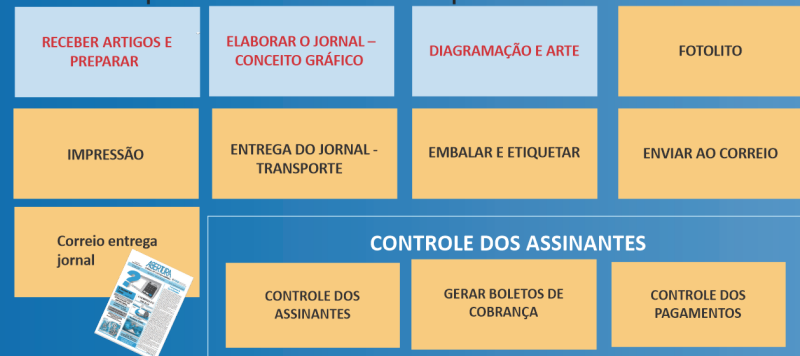 RECEBER ARTIGOS E
PREPARAR
ELABORAR O JORNAL –
CONCEITO GRÁFICO
DIAGRAMAÇÃO E ARTE
FOTOLITO
IMPRESSÃO
ENTREGA DO JORNAL -
TRANSPORTE
EMBALAR E ETIQUETAR
ENVIAR AO CORREIO
Correio entrega
jornal
ABERTURA
CONTROLE DOS ASSINANTES
CONTROLE DOS
ASSINANTES
GERAR BOLETOS DE
COBRANÇA
CONTROLE DOS
PAGAMENTOS